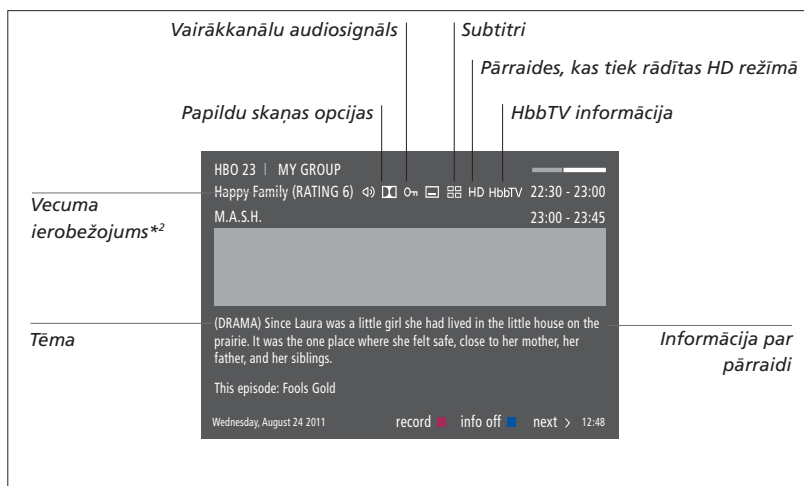 Vairākkanālu audiosignāls
Subtitri
Pārraides, kas tiek rādītas HD režīmā
Papildu skaņas opcijas
HbbTV informācija
HBO 23 | MY GROUP
Happy Family (RATING 6) HD HbbTV 22:30 - 23:00
M.A.S.H. 23:00 - 23:45
Vecuma
ierobežojums*2
(DRAMA) Since Laura was a little girl she had lived in the little house on the
prairie. It was the one place where she felt safe, close to her mother, her
father, and her siblings.
This episode: Fools Gold
Tēma
Informācija par
pārraidi
Wednesday, August 24 2011 record info off next > 12:48